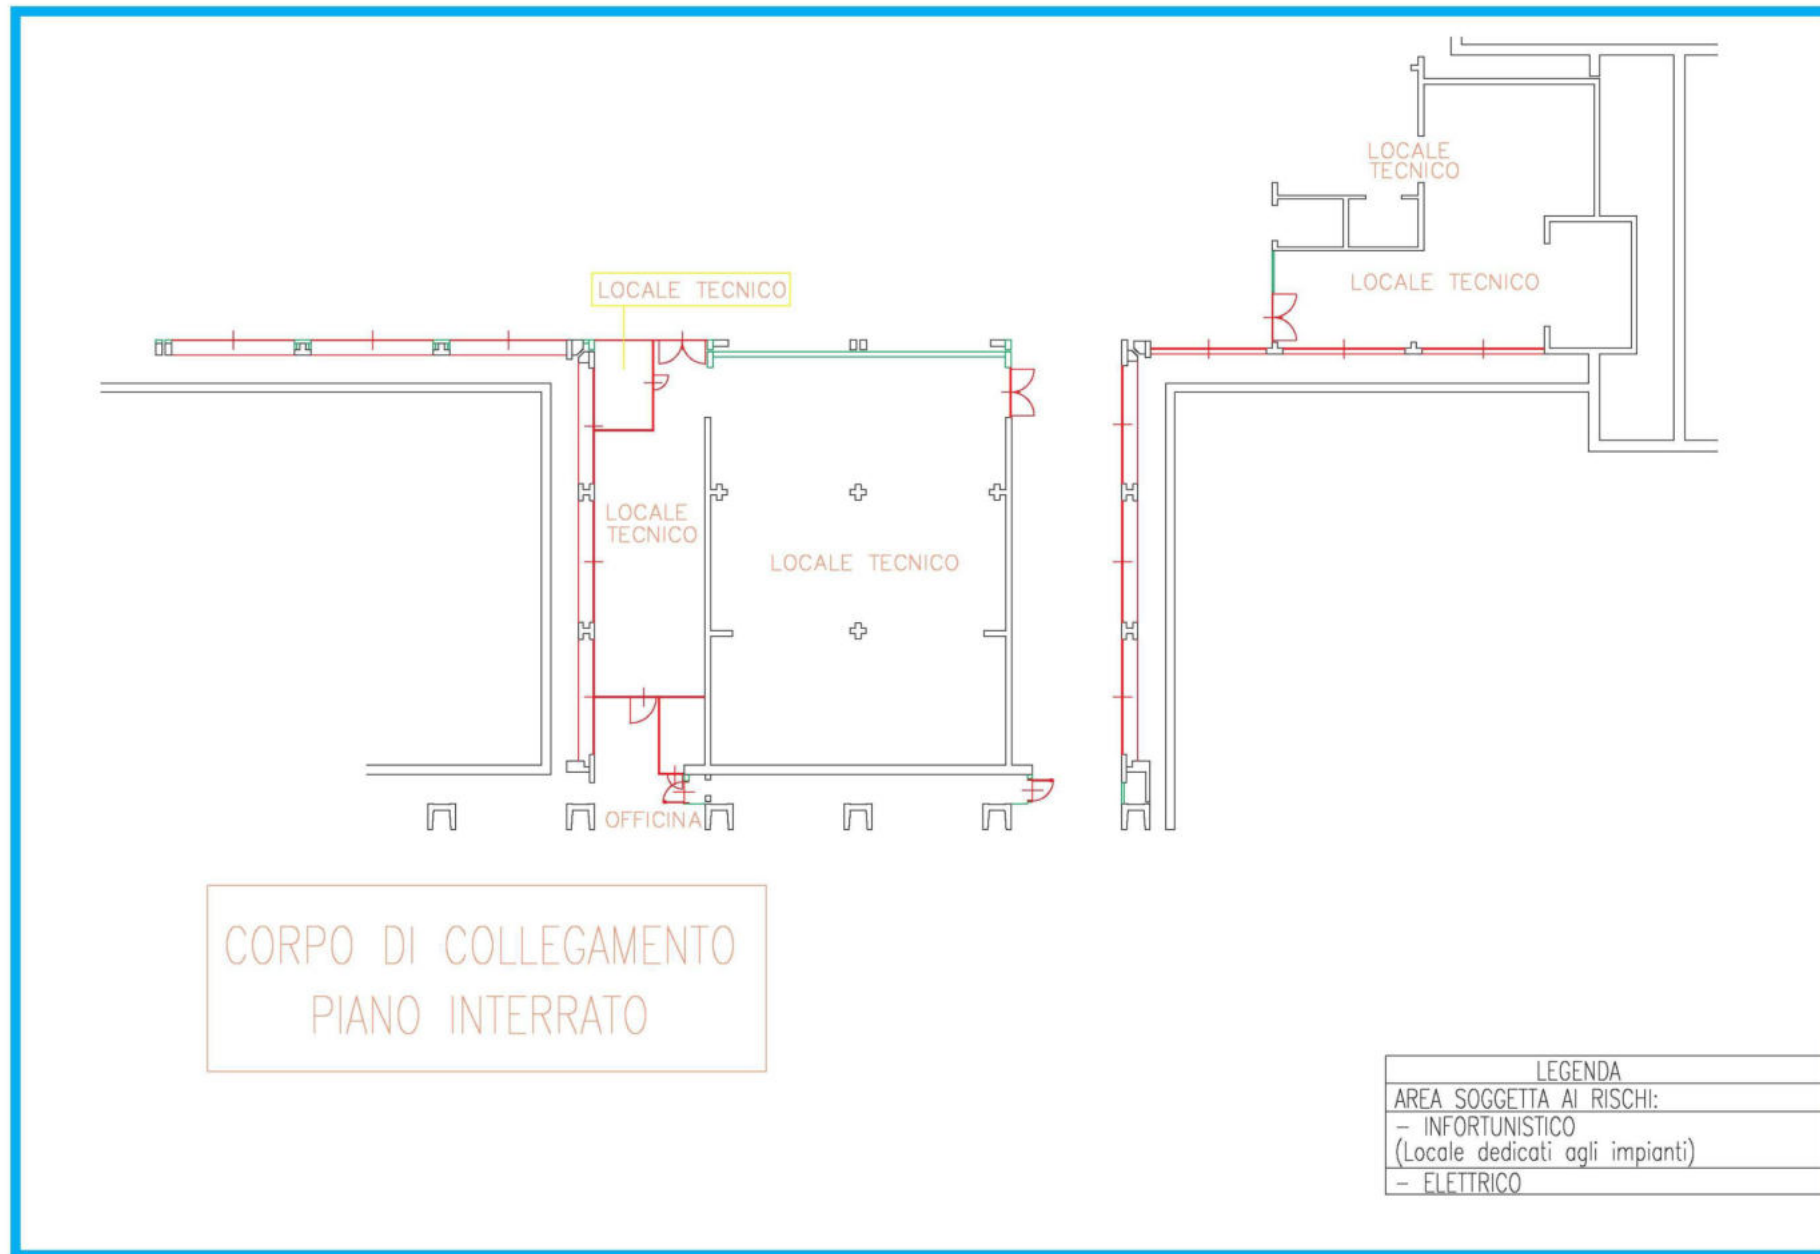 LOCALE
TECNICO
LOCALE TECNICO
LOCALE TECNICO
LOCALE
TECNICO
LOCALE TECNICO
OFFICINA
CORPO DI COLLEGAMENTO
PIANO INTERRATO
LEGENDA
AREA SOGGETTA AI RISCHI:
- INFORTUNISTICO
(Locale dedicati agli impianti)
- ELETTRICO